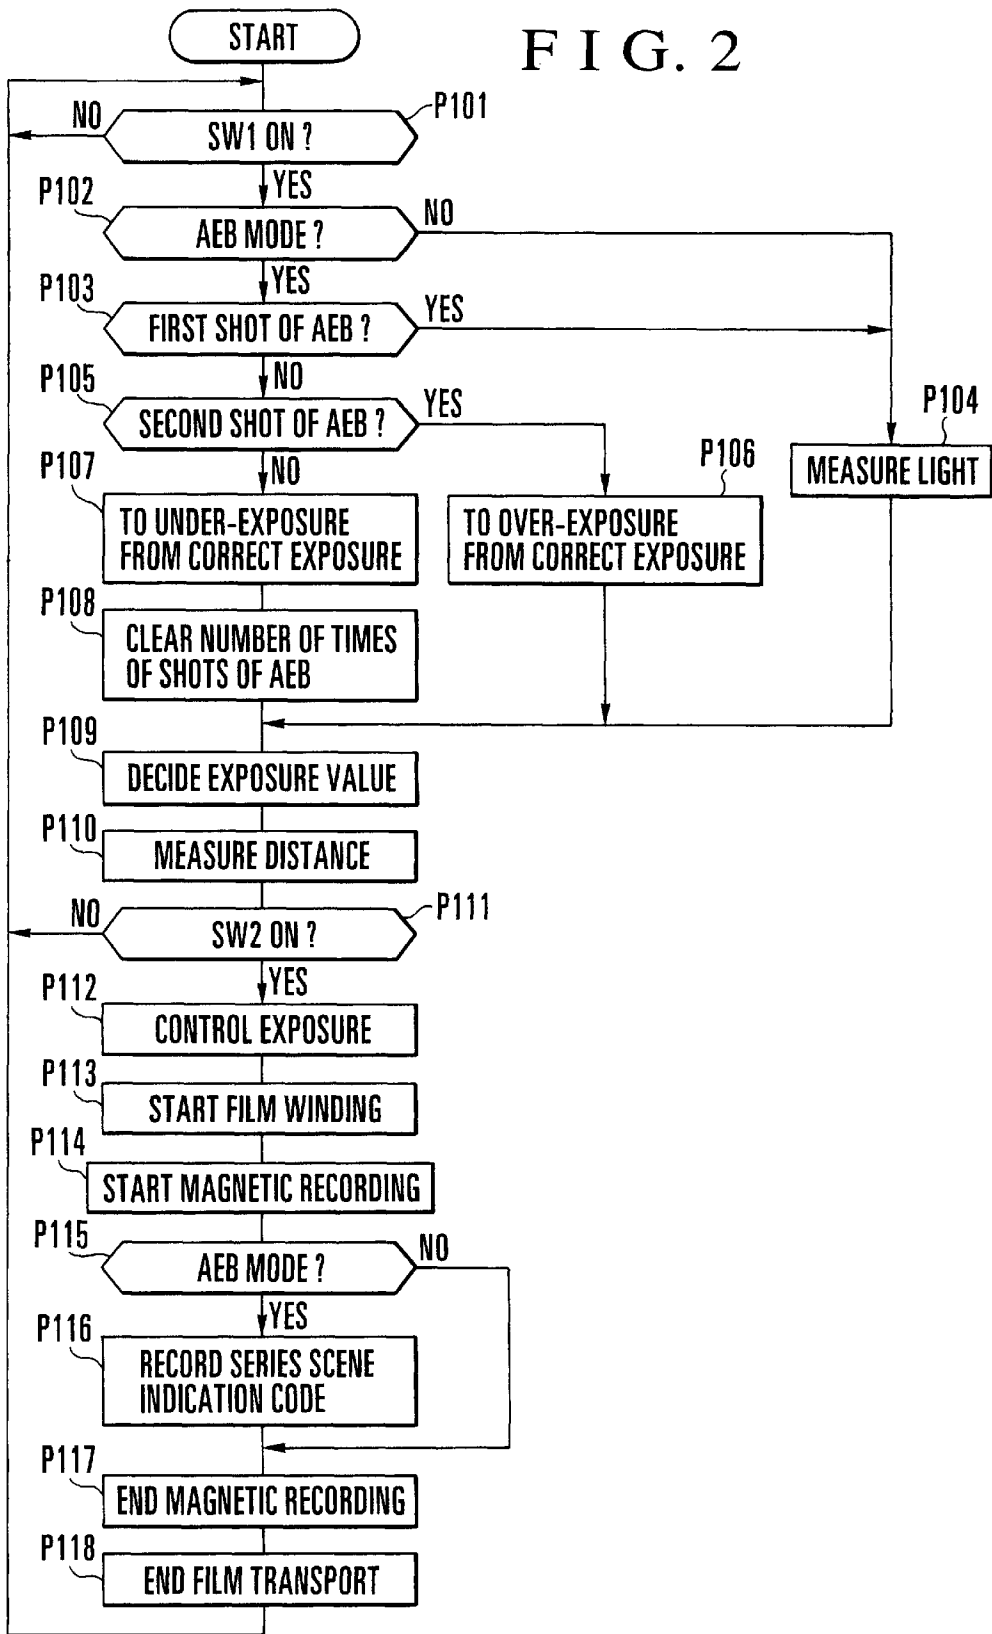 START
FIG. 2
P101
NO
SW1 ON ?
YES
P102
AEB MODE ?
NO
YES
P103
FIRST SHOT OF AEB ?
YES
NO
P105
SECOND SHOT OF AEB ?
YES
P104
MEASURE LIGHT
NO
P107
TO UNDER-EXPOSURE
FROM CORRECT EXPOSURE
P106
TO OVER-EXPOSURE
FROM CORRECT EXPOSURE
P108
CLEAR NUMBER OF TIMES
OF SHOTS OF AEB
P109
DECIDE EXPOSURE VALUE
P110
MEASURE DISTANCE
P111
NO
SW2 ON ?
YES
P112
CONTROL EXPOSURE
P113
START FILM WINDING
P114
START MAGNETIC RECORDING
P115
AEB MODE ?
NO
YES
P116
RECORD SERIES SCENE
INDICATION CODE
P117
END MAGNETIC RECORDING
P118
END FILM TRANSPORT